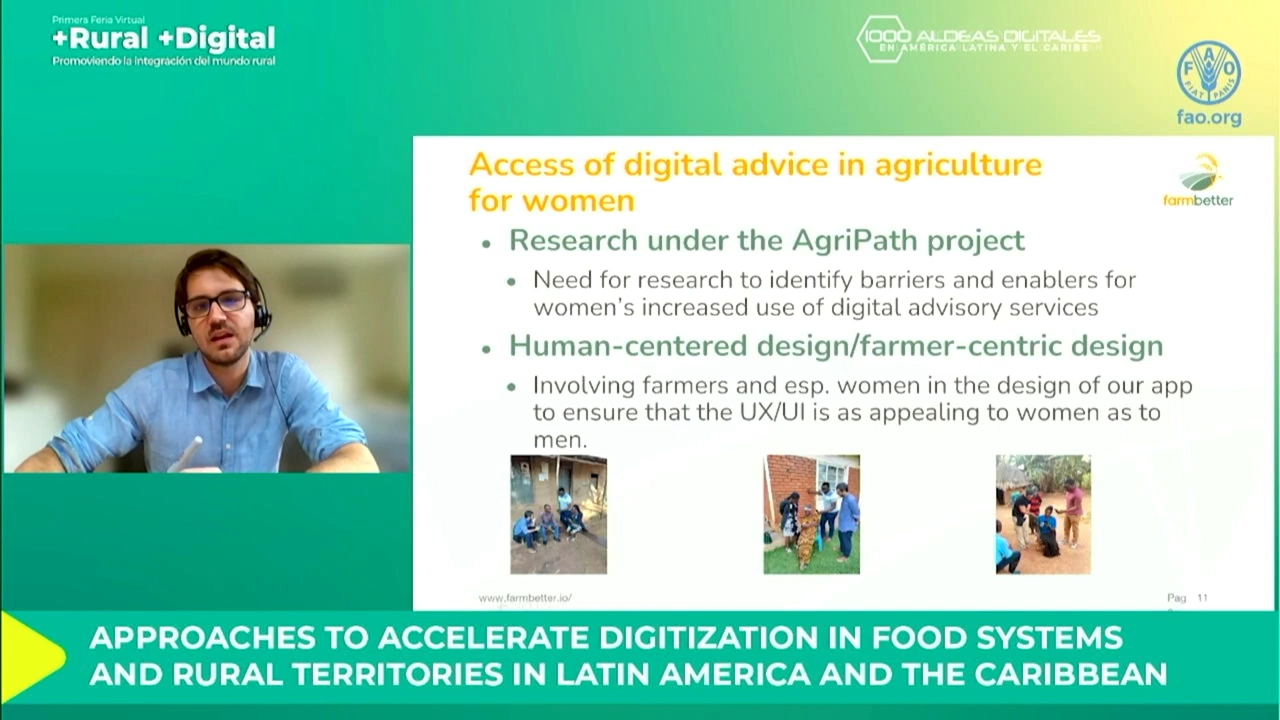 Primera Feria Virtual
+Rural +Digital
Promoviendo la integración del mundo rural
1000 ALDEAS DIGITALES
EN AMÉRICA LATINA Y EL CARIBE
FAO
FIAT PANIS
fao.org
Access of digital advice in agriculture
for women
farmbetter
• Research under the AgriPath project
• Need for research to identify barriers and enablers for
women's increased use of digital advisory services
• Human-centered design/farmer-centric design
• Involving farmers and esp. women in the design of our app
to ensure that the UX/UI is as appealing to women as to
men.
www.farmbetter.io/
Pag 11
APPROACHES TO ACCELERATE DIGITIZATION IN FOOD SYSTEMS
AND RURAL TERRITORIES IN LATIN AMERICA AND THE CARIBBEAN